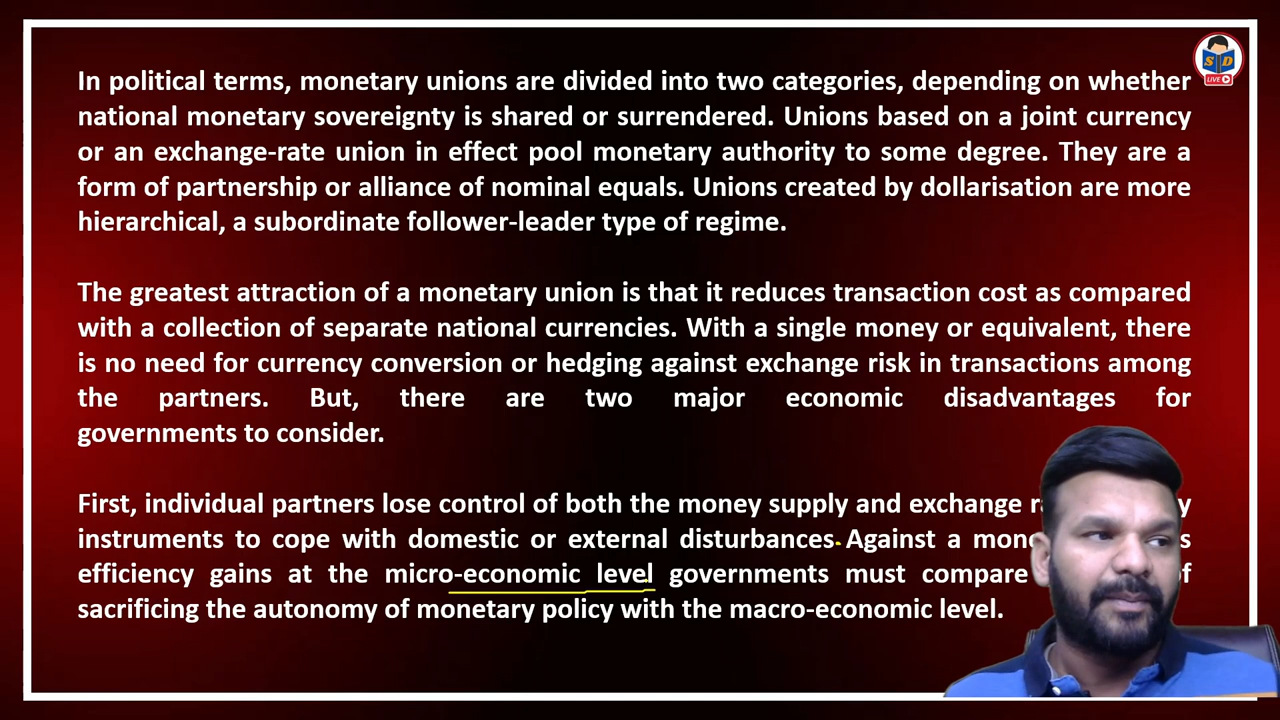 In political terms, monetary unions are divided into two categories, depending on whether
national monetary sovereignty is shared or surrendered. Unions based on a joint currency
or an exchange-rate union in effect pool monetary authority to some degree. They are a
form of partnership or alliance of nominal equals. Unions created by dollarisation are more
hierarchical, a subordinate follower-leader type of regime.
The greatest attraction of a monetary union is that it reduces transaction cost as compared
with a collection of separate national currencies. With a single money or equivalent, there
is no need for currency conversion or hedging against exchange risk in transactions among
the partners. But, there are two major economic disadvantages for
governments to consider.
First, individual partners lose control of both the money supply and exchange
instruments to cope with domestic or external disturbances. Against a
efficiency gains at the micro-economic level governments must compare
sacrificing the autonomy of monetary policy with the macro-economic level.
S D
LIVE